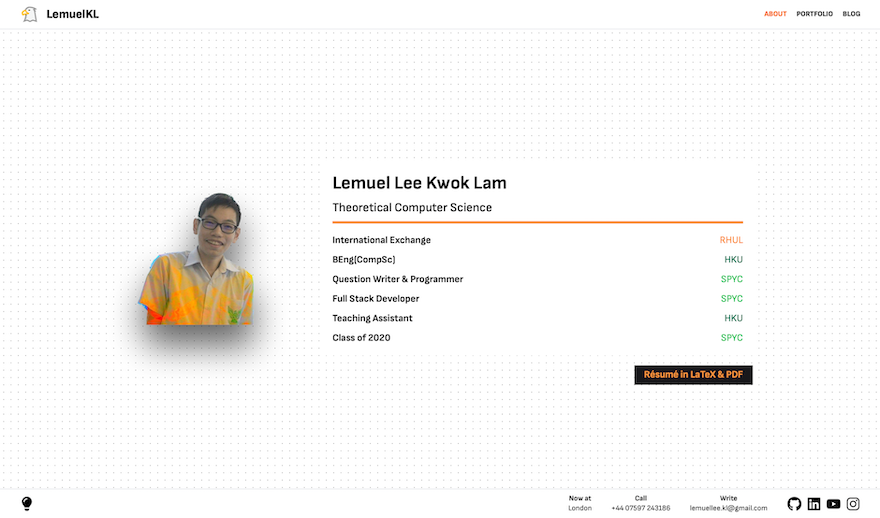 LemuelKL
ABOUT PORTFOLIO BLOG
Lemuel Lee Kwok Lam
Theoretical Computer Science
International Exchange RHUL
BEng[CompSc] HKU
Question Writer & Programmer SPYC
Full Stack Developer SPYC
Teaching Assistant HKU
Class of 2020 SPYC
Résumé in LaTeX & PDF
Now at Call Write
London +44 07597 243186 lemuellee.kl@gmail.com